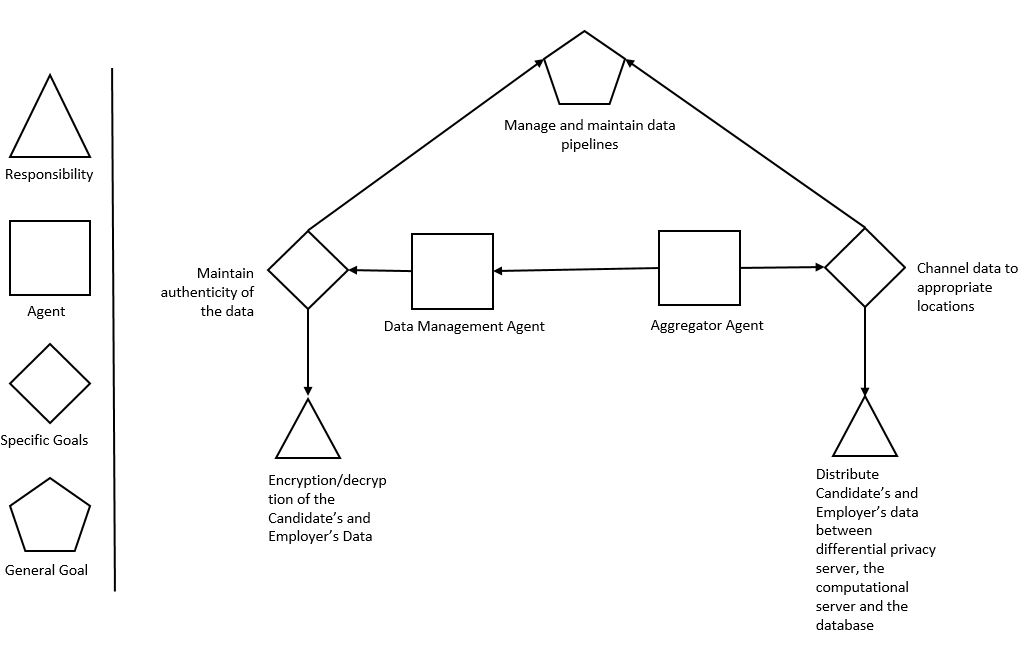 Responsibility
Agent
Specific Goals
General Goal
Manage and maintain data
pipelines
Maintain
authenticity of
the data
Data Management Agent
Aggregator Agent
Channel data to
appropriate
locations
Encryption/decryp
tion of the
Candidate’s and
Employer’s Data
Distribute
Candidate’s and
Employer’s data
between
differential privacy
server, the
computational
server and the
database